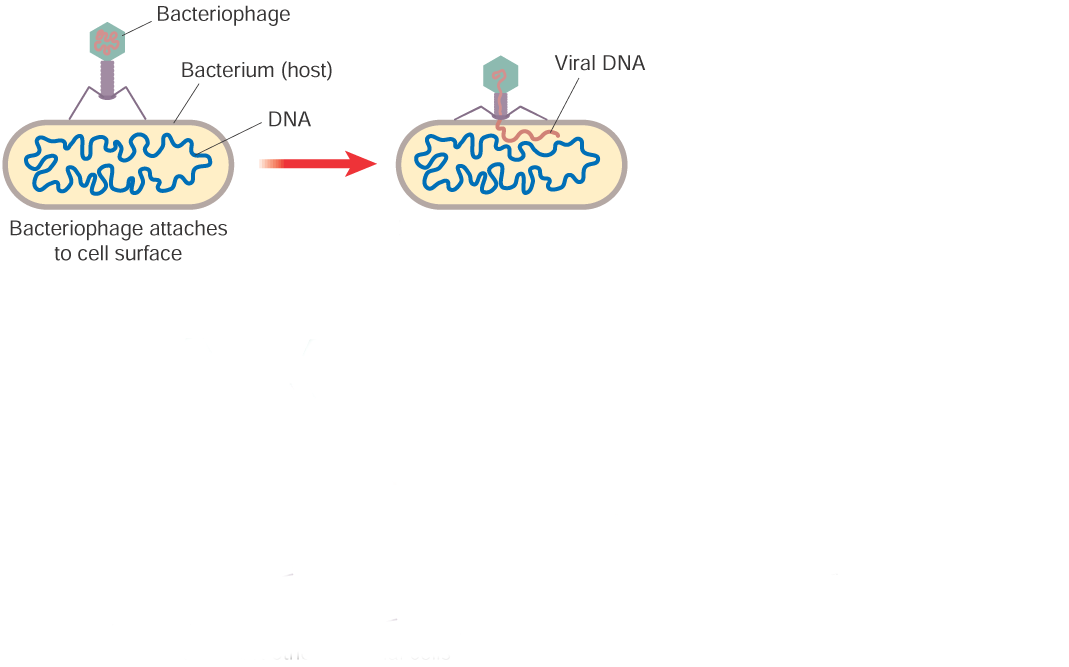 Bacteriophage
Bacterium (host)
DNA
Bacteriophage attaches
to cell surface
Viral DNA